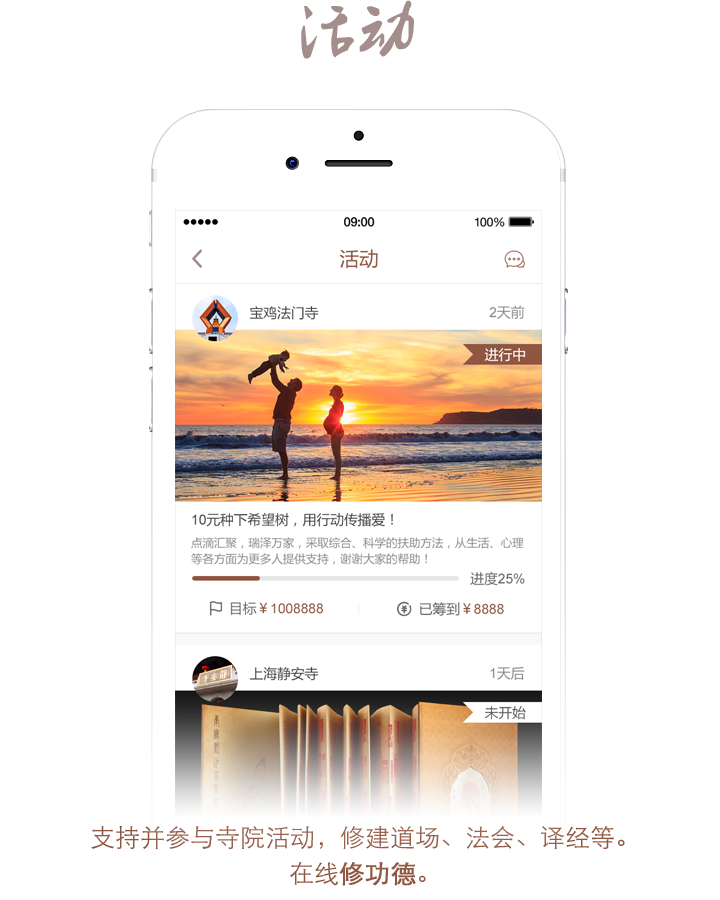 活动
09:00
100%
活动
宝鸡法门寺
2天前
进行中
10元种下希望树，用行动传播爱！
点滴汇聚，瑞泽万家，采取综合、科学的扶助方法，从生活、心理
等各方面为更多人提供支持，谢谢大家的帮助！
进度25%
目标￥1008888
已筹到￥8888
上海静安寺
1天后
未开始
支持并参与寺院活动，修建道场、法会、译经等。
在线修功德。